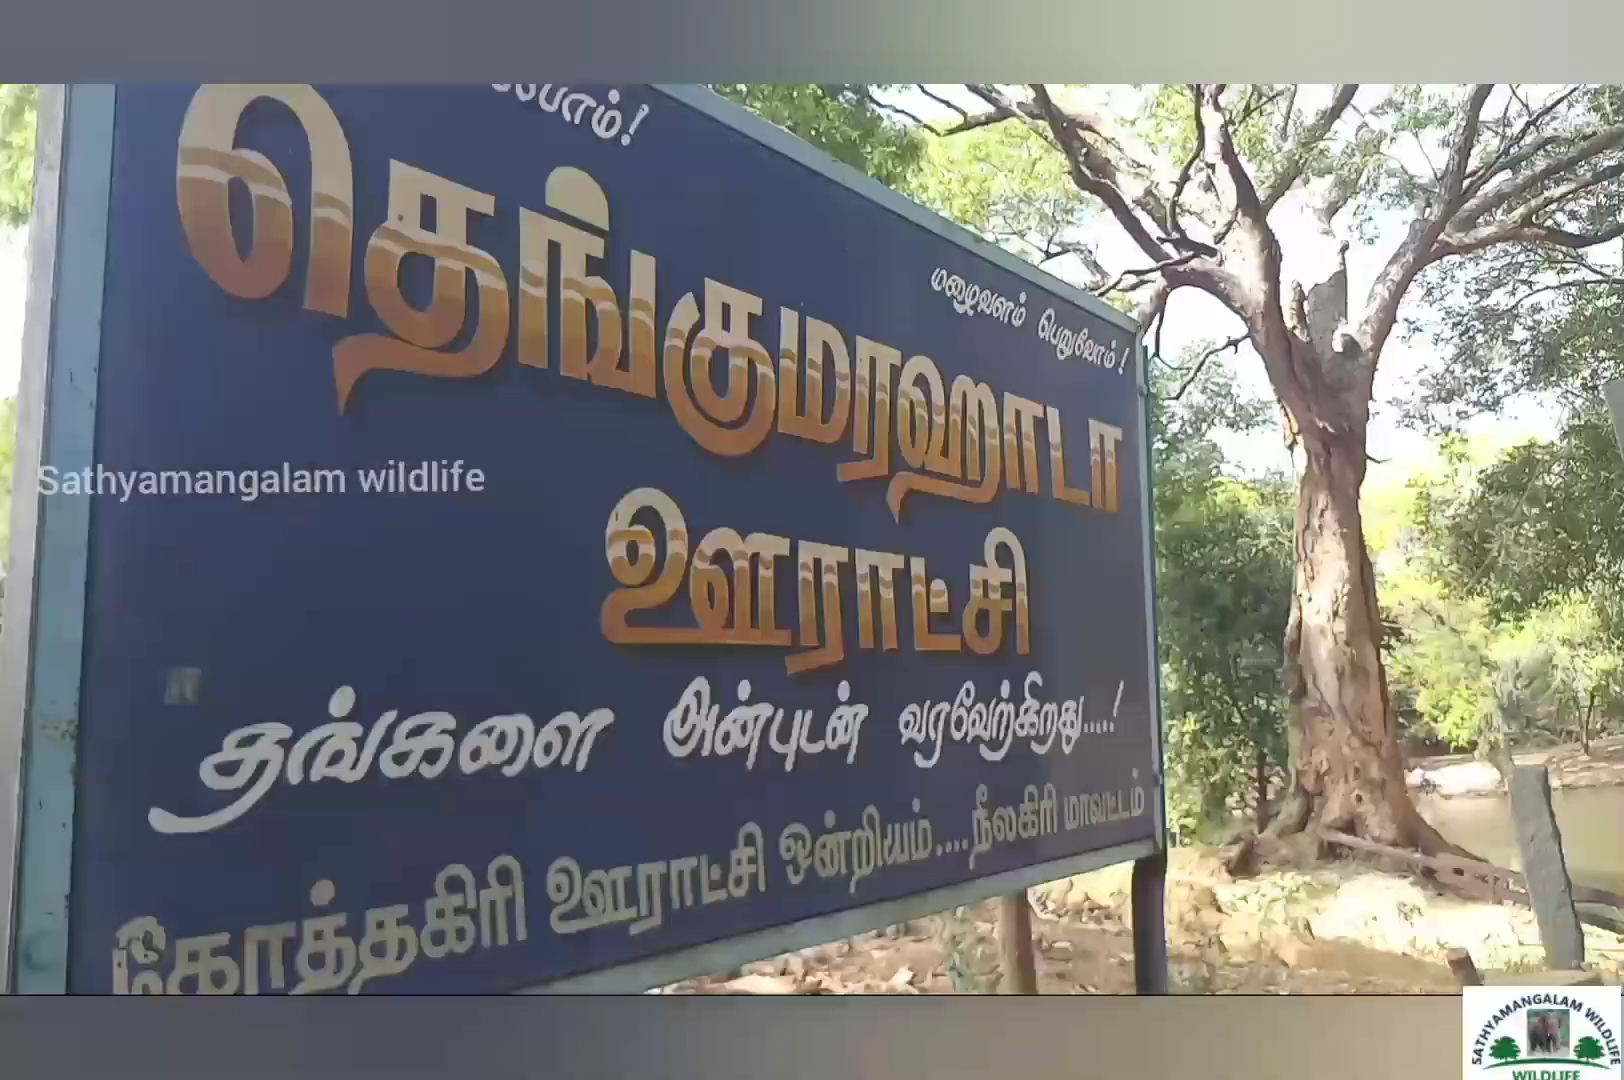 மழைவளம் பெறுவோம்!
தெங்குமரஹாடா
ஊராட்சி
தங்களை அன்புடன் வரவேற்கிறது.....!
கோத்தகிரி ஊராட்சி ஒன்றியம்....நீலகிரி மாவட்டம்
Sathyamangalam wildlife
SATHYAMANGALAM WILDLIFE
WILDLIFE